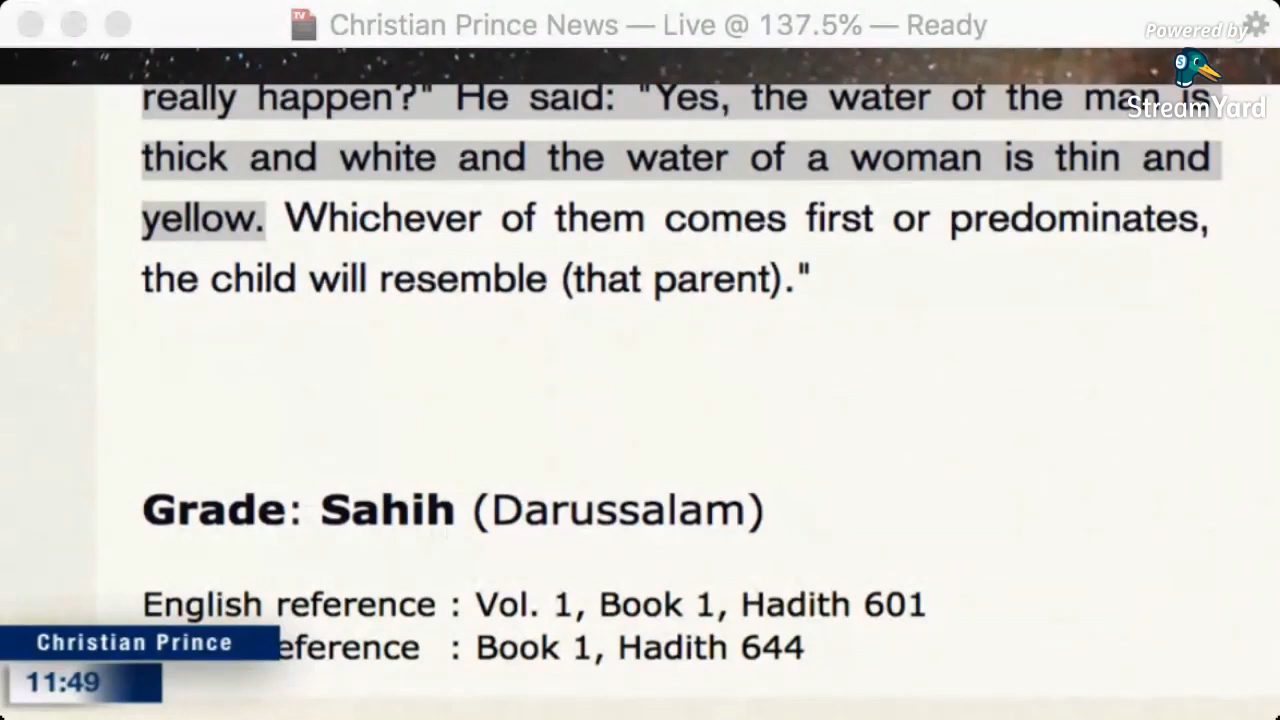 Christian Prince News — Live @ 137.5% — Ready
Powered by
StreamYard
really happen?" He said: "Yes, the water of the man is
thick and white and the water of a woman is thin and
yellow. Whichever of them comes first or predominates,
the child will resemble (that parent)."
Grade: Sahih (Darussalam)
English reference : Vol. 1, Book 1, Hadith 601
eference : Book 1, Hadith 644
Christian Prince
11:49